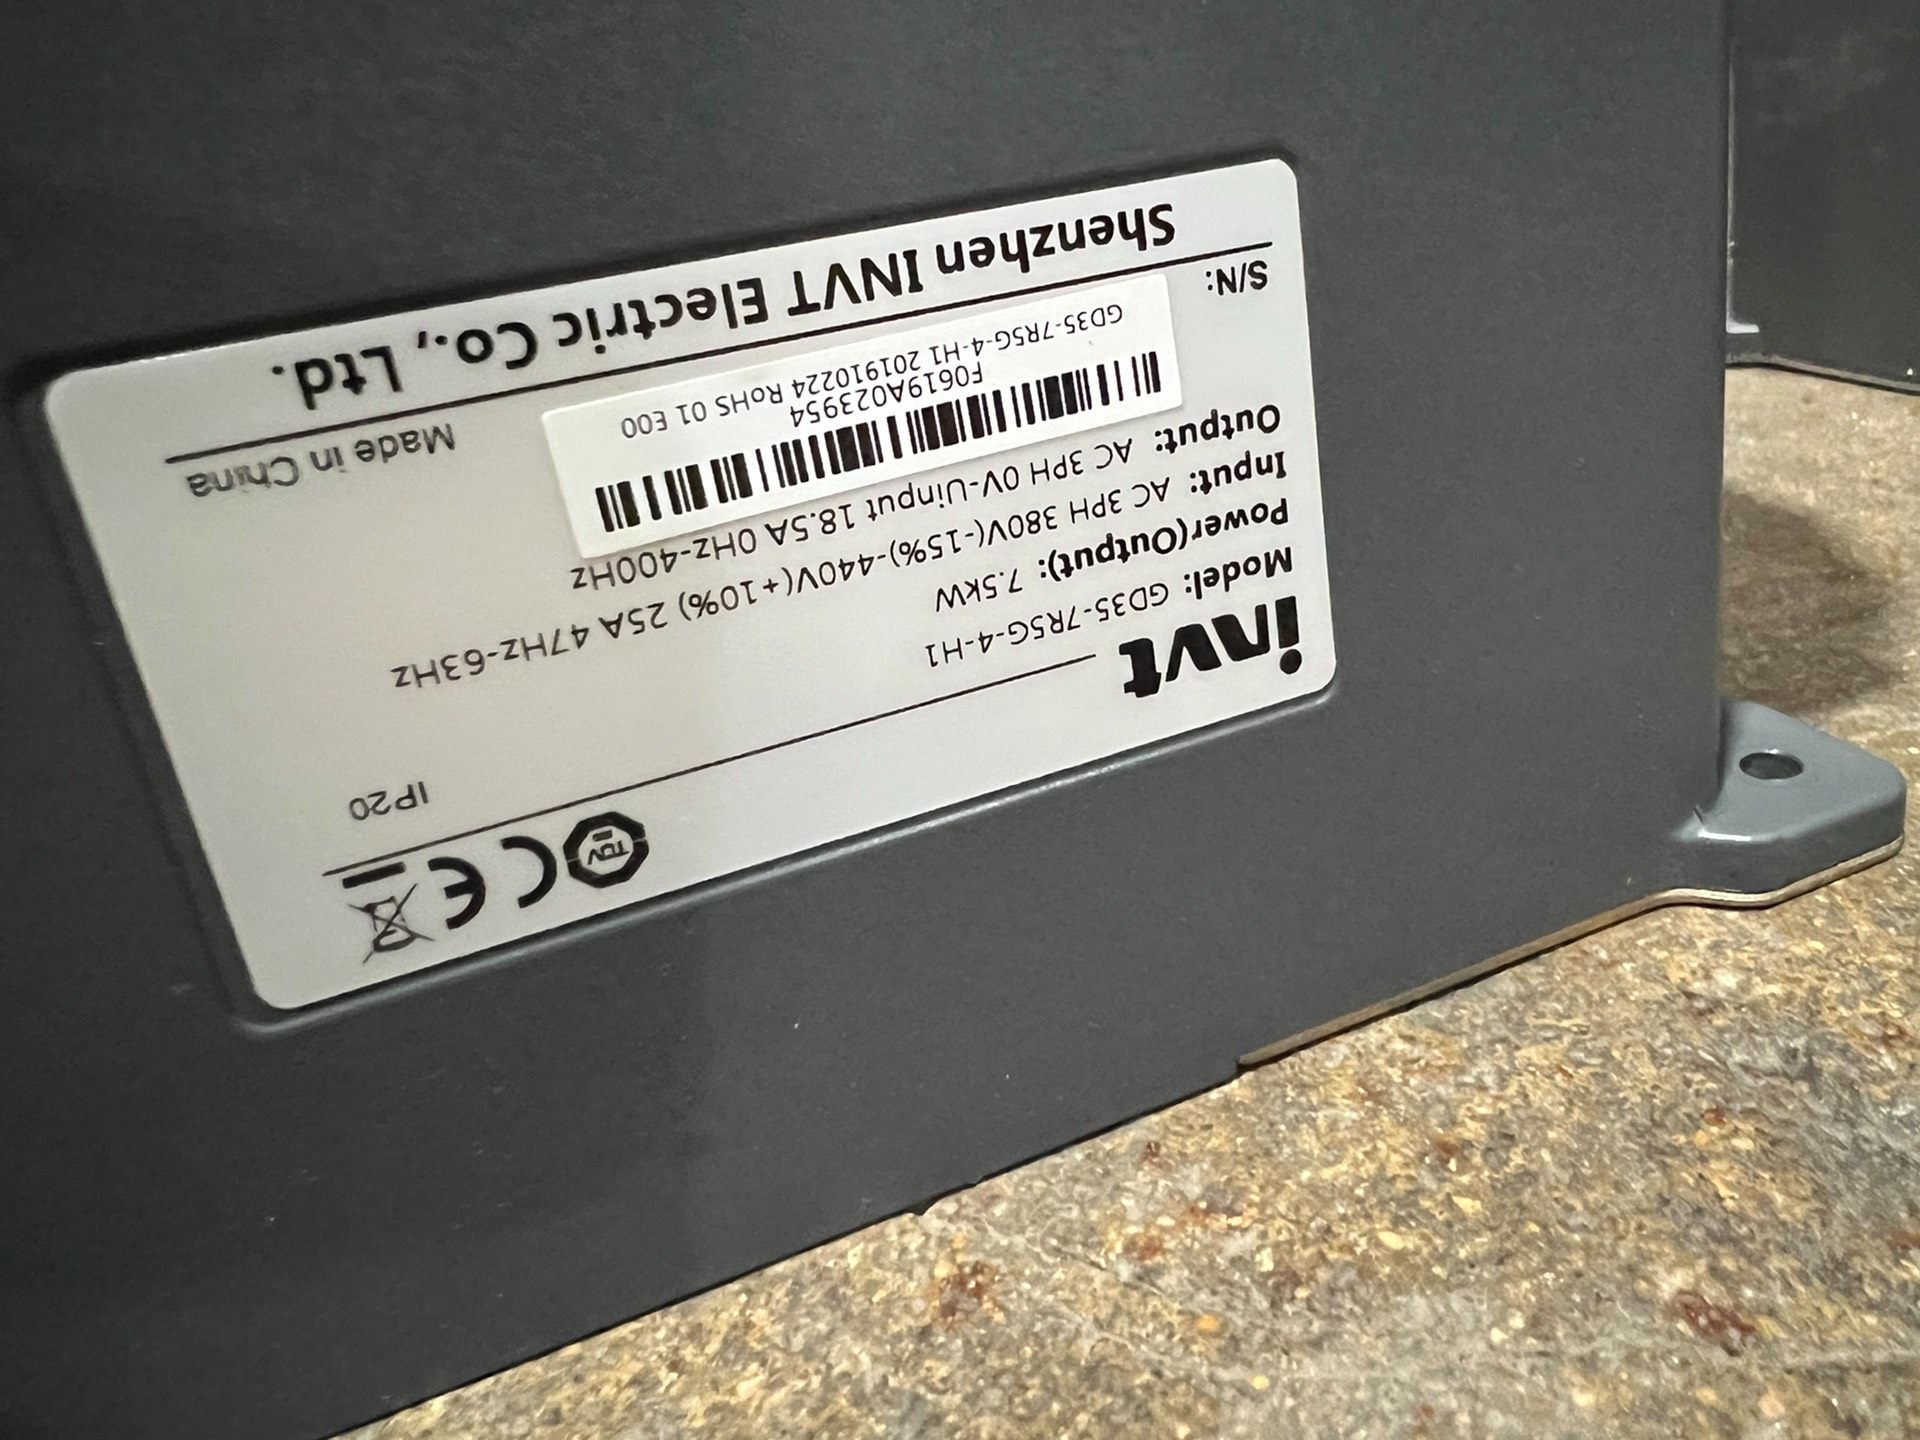 invt
TÜV
CE
Model: GD35-7R5G-4-H1
IP20
Power(Output): 7.5kW
Input: AC 3PH 380V(-15%)-440V(+10%) 25A 47Hz-63Hz
Output: AC 3PH 0V-Uinput 18.5A 0Hz-400Hz
S/N:
F0619A023954
GD35-7R5G-4-H1 201910224 RoHS 01 E00
Made in China
Shenzhen INVT Electric Co., Ltd.